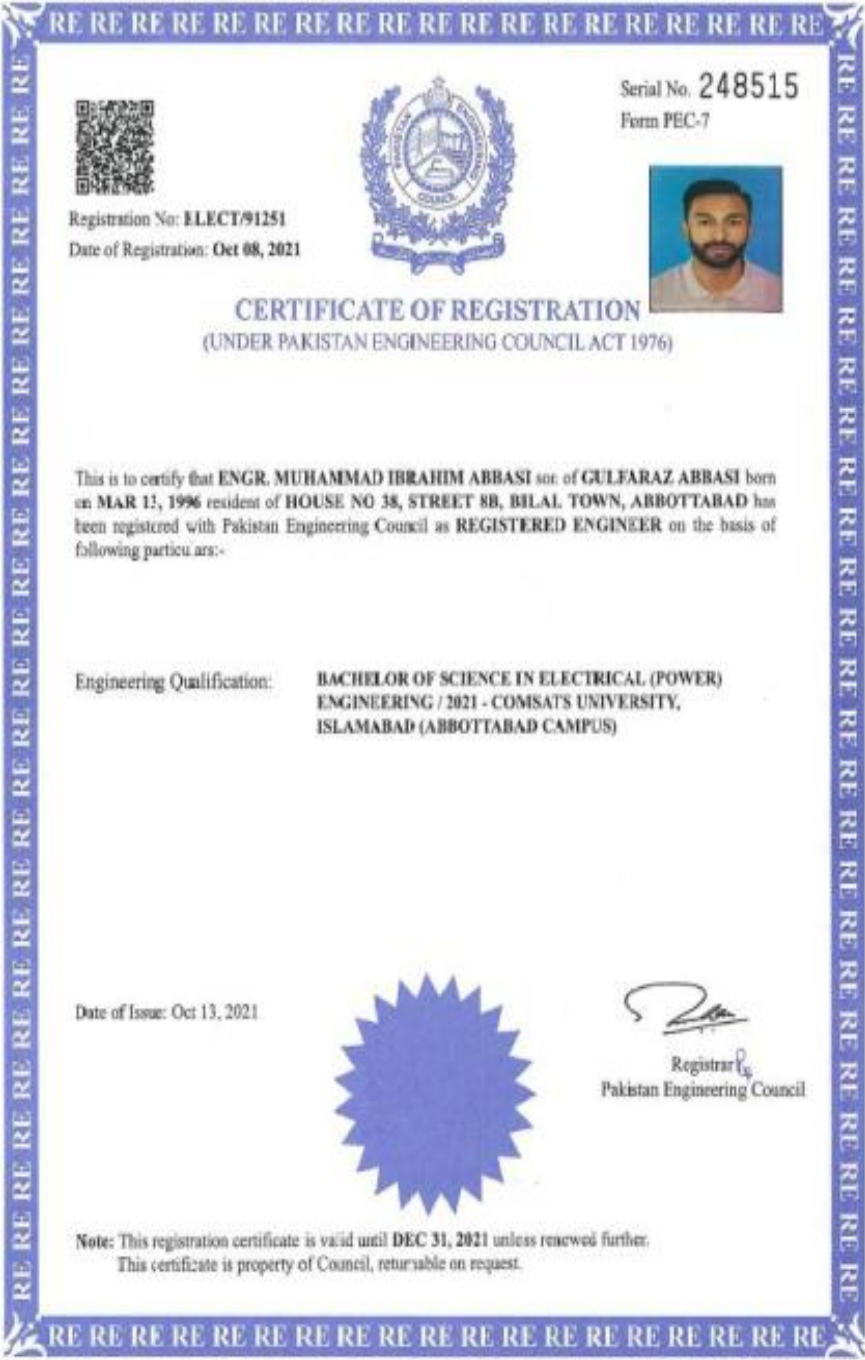 RE RE RE RE RE RE RE RE RE RE RE RE RE RE RE RE RE RE RE
Serial No. 248515
Form PEC-7
PAKISTAN ENGINEERING COUNCIL
Registration No: ELECT/91251
Date of Registration: Oct 08, 2021
CERTIFICATE OF REGISTRATION
(UNDER PAKISTAN ENGINEERING COUNCIL ACT 1976)
This is to certify that ENGR. MUHAMMAD IBRAHIM ABBASI son of GULFARAZ ABBASI born
on MAR 1996 resident of HOUSE NO 38, STREET 8B, BILAL TOWN, ABBOTTABAD has
been registered with Pakistan Engineering Council as REGISTERED ENGINEER on the basis of
following particulars:-
Engineering Qualification:
BACHELOR OF SCIENCE IN ELECTRICAL (POWER)
ENGINEERING / 2021 - COMSATS UNIVERSITY,
ISLAMABAD (ABBOTTABAD CAMPUS)
Date of Issue: Oct 13, 2021
Registrar
Pakistan Engineering Council
Note: This registration certificate is valid until DEC 31, 2021 unless renewed further.
This certificate is property of Council, returnable on request.
RE RE RE RE RE RE RE RE RE RE RE RE RE RE RE RE RE RE RE